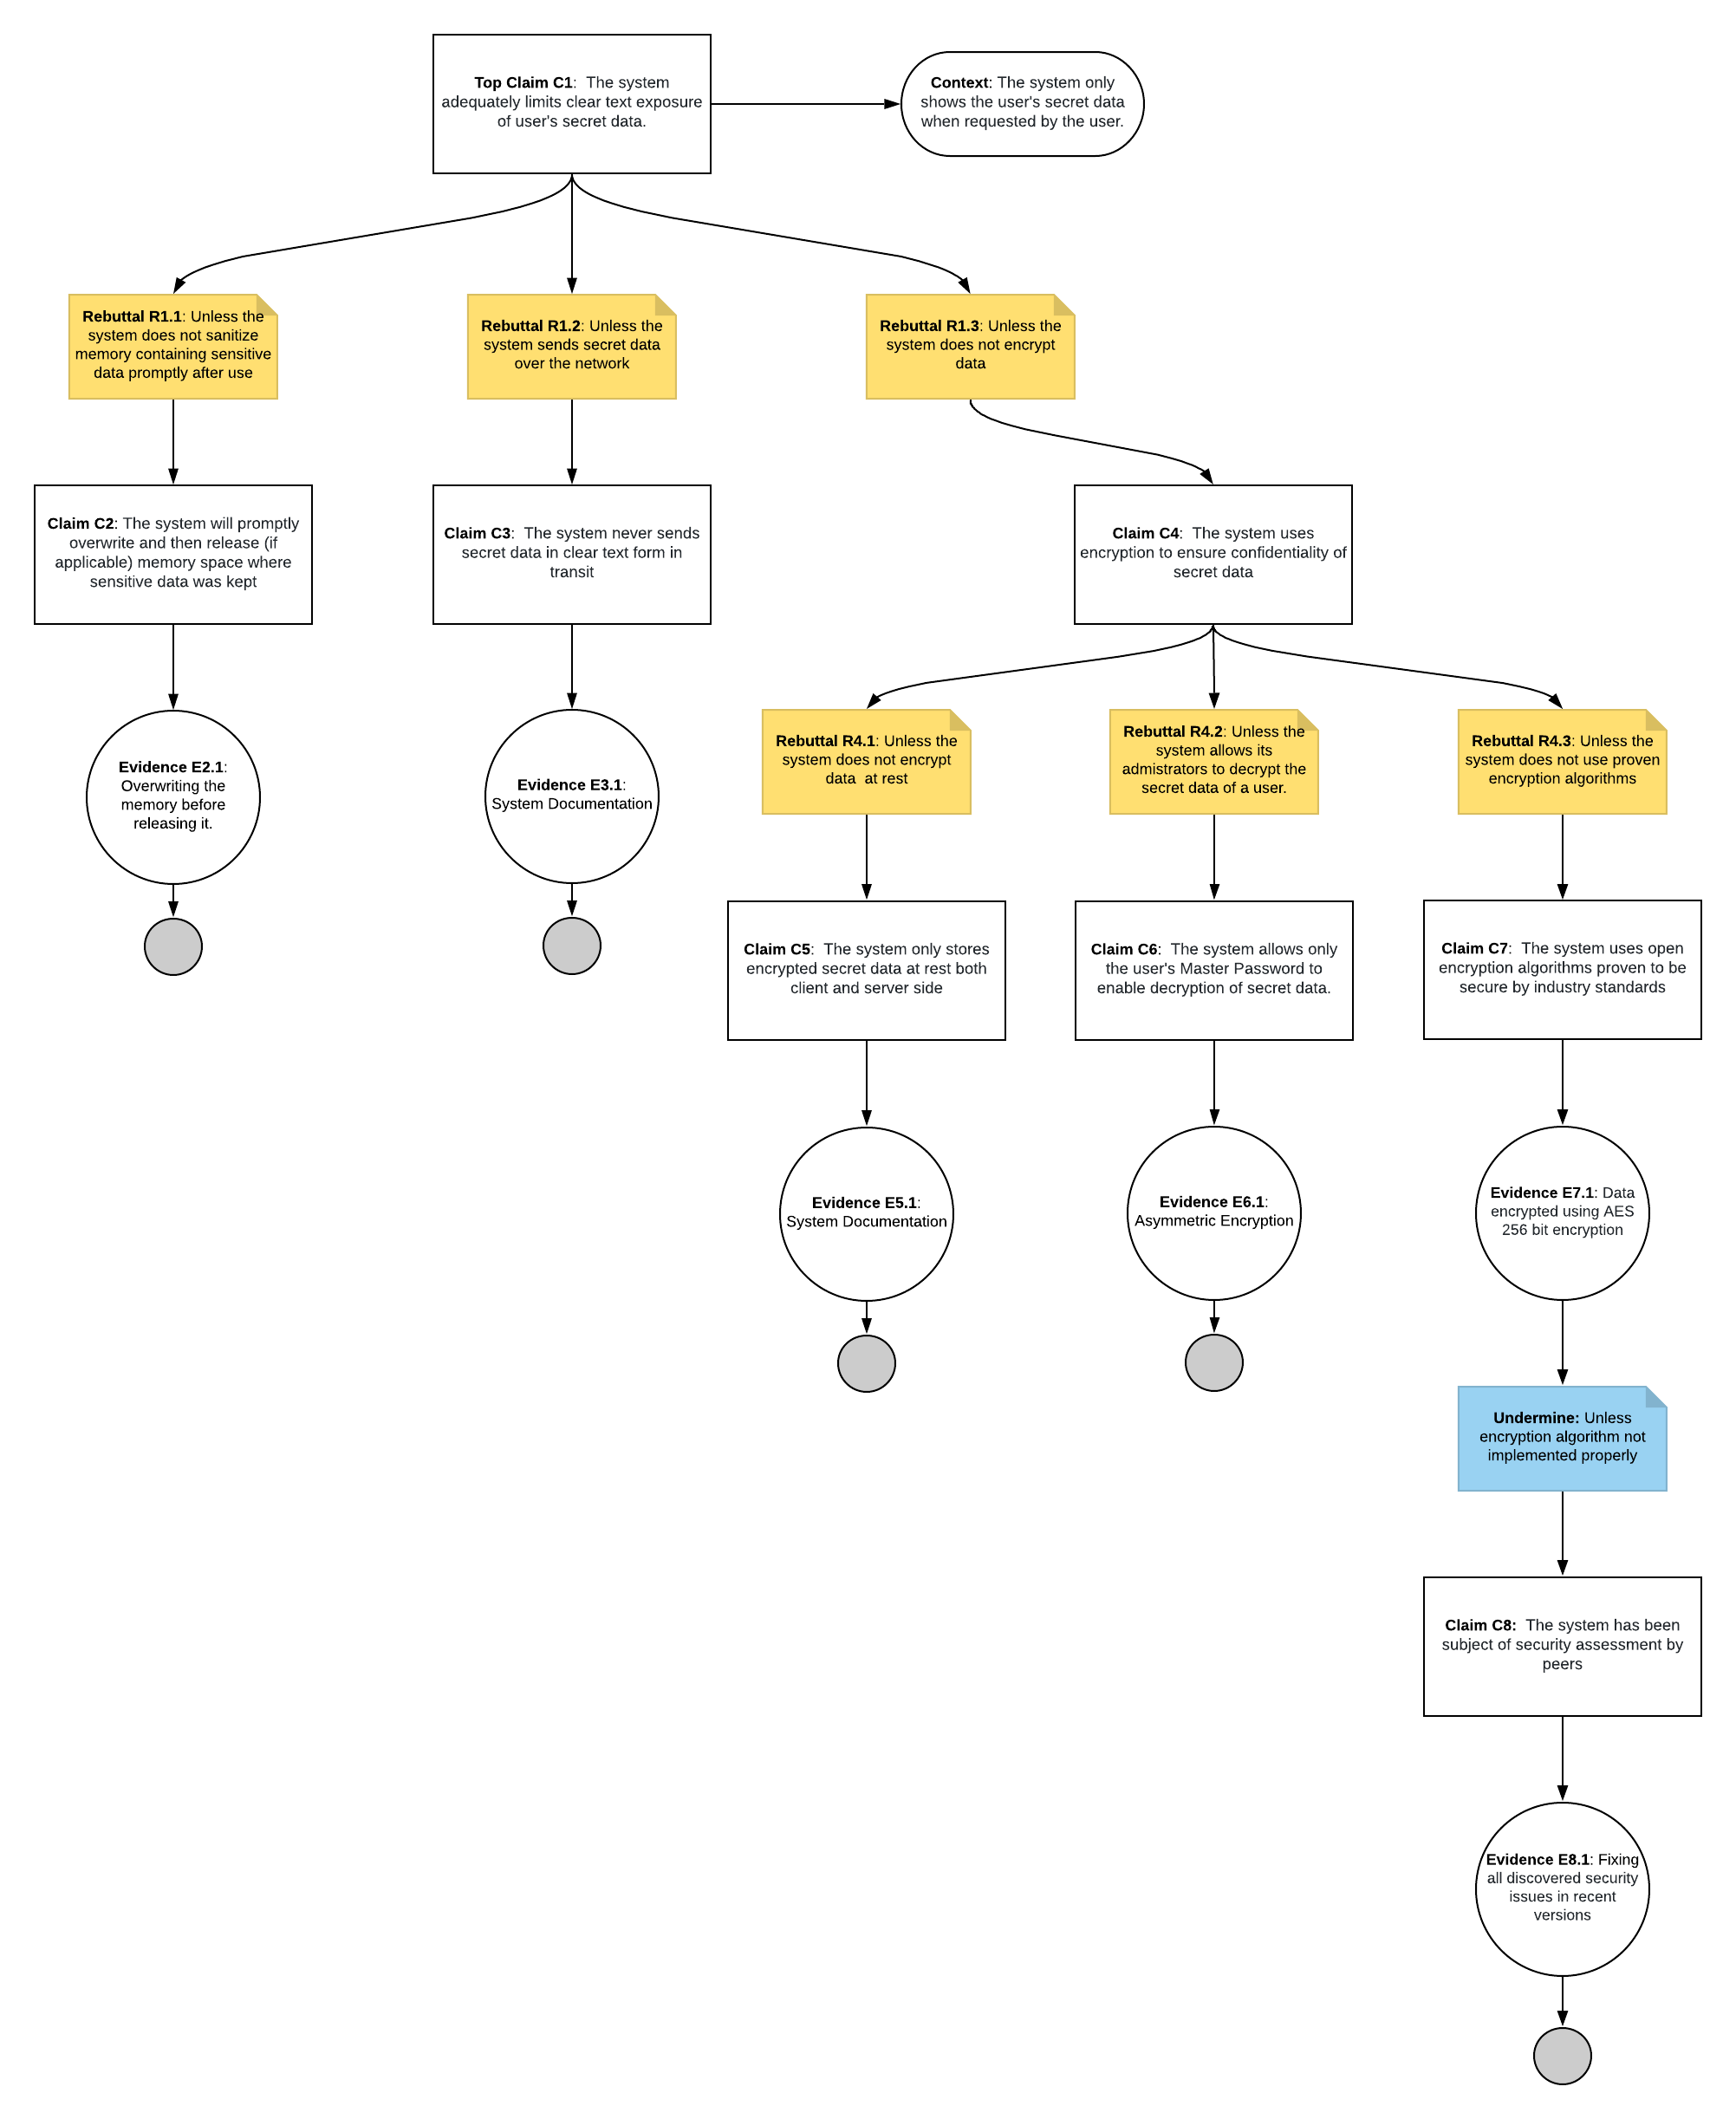 Top Claim C1:  The system
adequately limits clear text exposure
of user's secret data.
Context: The system only
shows the user's secret data
when requested by the user.
Rebuttal R1.1: Unless the
system does not sanitize
memory containing sensitive
data promptly after use
Rebuttal R1.2: Unless the
system sends secret data
over the network
Rebuttal R1.3: Unless the
system does not encrypt
data
Claim C2: The system will promptly
overwrite and then release (if
applicable) memory space where
sensitive data was kept
Claim C3:  The system never sends
secret data in clear text form in
transit
Claim C4:  The system uses
encryption to ensure confidentiality of
secret data
Evidence E2.1:
Overwriting the
memory before
releasing it.
Evidence E3.1:
System Documentation
Rebuttal R4.1: Unless the
system does not encrypt
data  at rest
Rebuttal R4.2: Unless the
system allows its
admistrators to decrypt the
secret data of a user.
Rebuttal R4.3: Unless the
system does not use proven
encryption algorithms
Claim C5:  The system only stores
encrypted secret data at rest both
client and server side
Claim C6:  The system allows only
the user's Master Password to
enable decryption of secret data.
Claim C7:  The system uses open
encryption algorithms proven to be
secure by industry standards
Evidence E5.1:
System Documentation
Evidence E6.1:
Asymmetric Encryption
Evidence E7.1: Data
encrypted using AES
256 bit encryption
Undermine: Unless
encryption algorithm not
implemented properly
Claim C8:  The system has been
subject of security assessment by
peers
Evidence E8.1: Fixing
all discovered security
issues in recent
versions